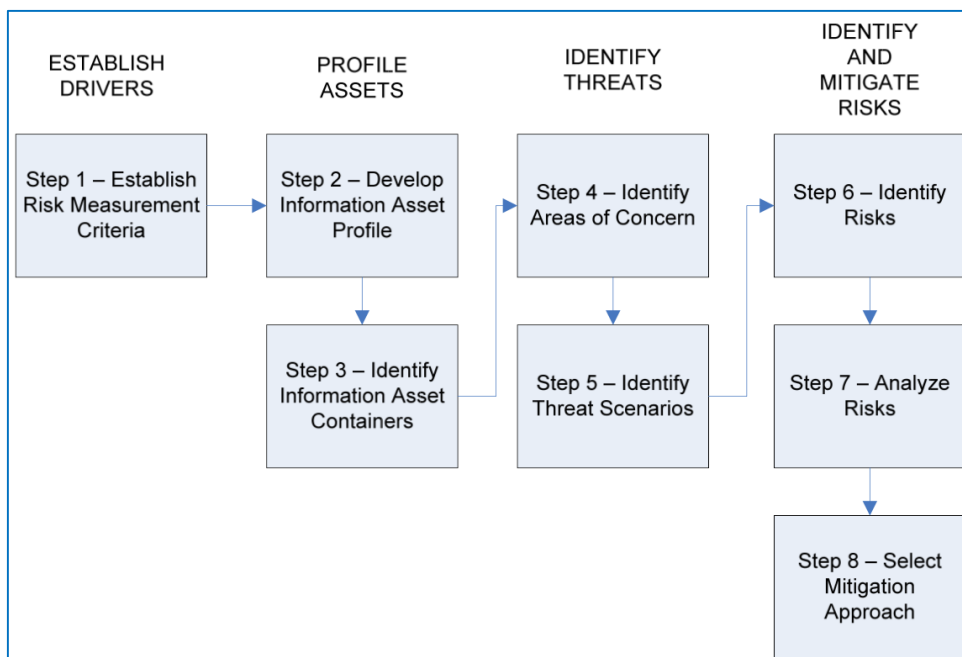 ESTABLISH
DRIVERS
PROFILE
ASSETS
IDENTIFY
THREATS
IDENTIFY
AND
MITIGATE
RISKS
Step 1 – Establish
Risk Measurement
Criteria
Step 2 – Develop
Information Asset
Profile
Step 3 – Identify
Information Asset
Containers
Step 4 – Identify
Areas of Concern
Step 5 – Identify
Threat Scenarios
Step 6 – Identify
Risks
Step 7 – Analyze
Risks
Step 8 – Select
Mitigation
Approach